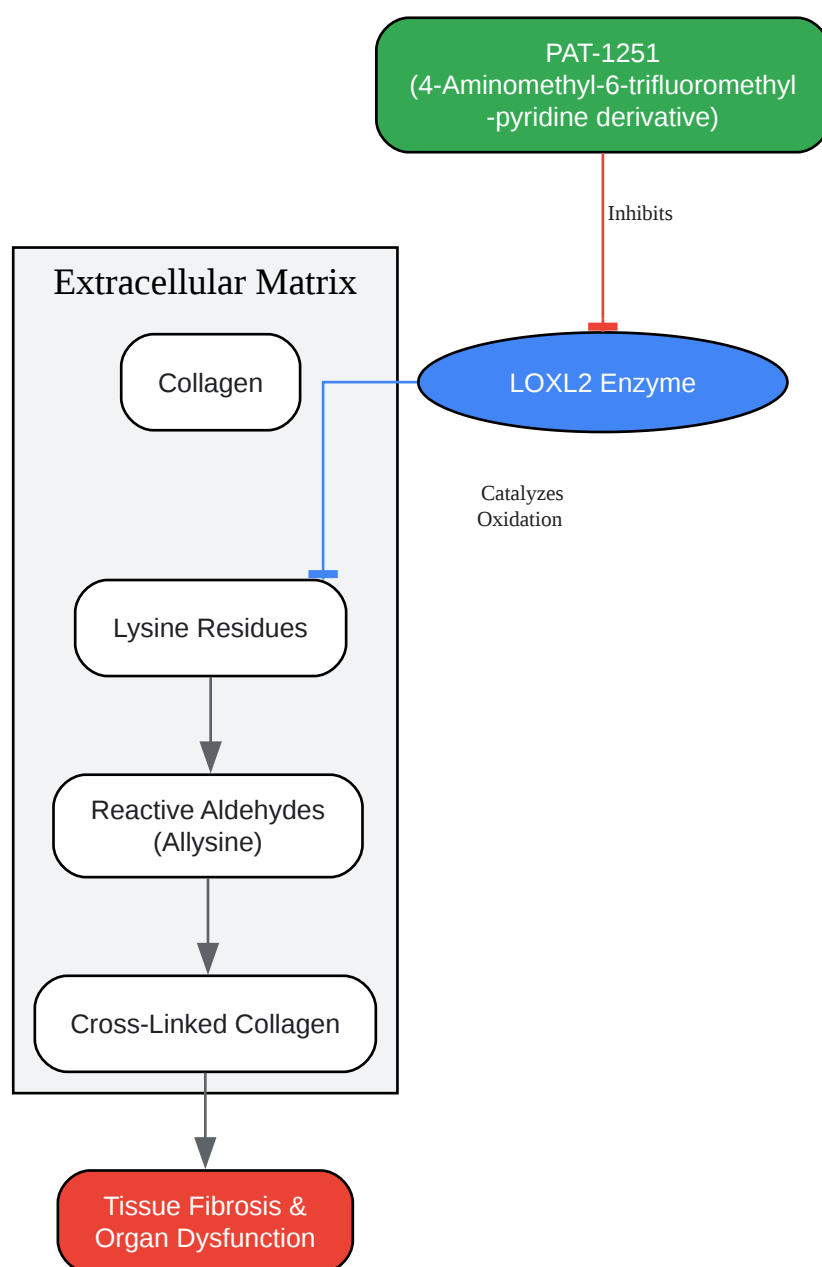 PAT-1251
(4-Aminomethyl-6-trifluoromethyl
-pyridine derivative)
Inhibits
Extracellular Matrix
Collagen
LOXL2 Enzyme
Catalyzes
Oxidation
Lysine Residues
Reactive Aldehydes
(Allysine)
Cross-Linked Collagen
Tissue Fibrosis &
Organ Dysfunction